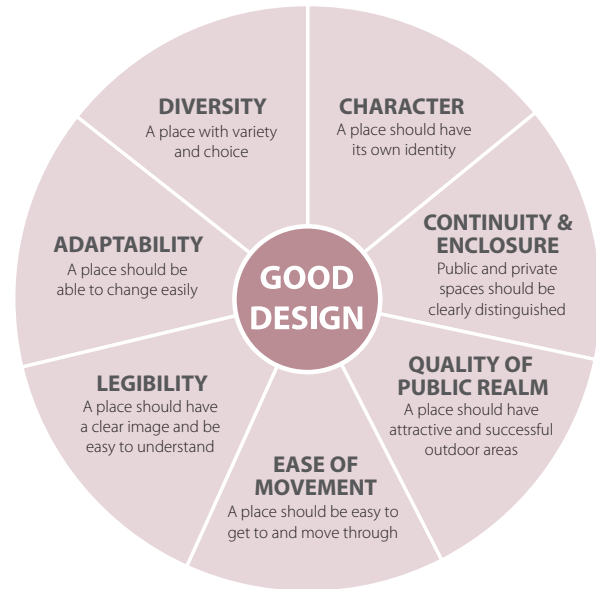 DIVERSITY
A place with variety
and choice
CHARACTER
A place should have
its own identity
CONTINUITY &
ENCLOSURE
Public and private
spaces should be
clearly distinguished
QUALITY OF
PUBLIC REALM
A place should have
attractive and successful
outdoor areas
EASE OF
MOVEMENT
A place should be easy to
get to and move through
LEGIBILITY
A place should have
a clear image and be
easy to understand
ADAPTABILITY
A place should be
able to change easily
GOOD
DESIGN